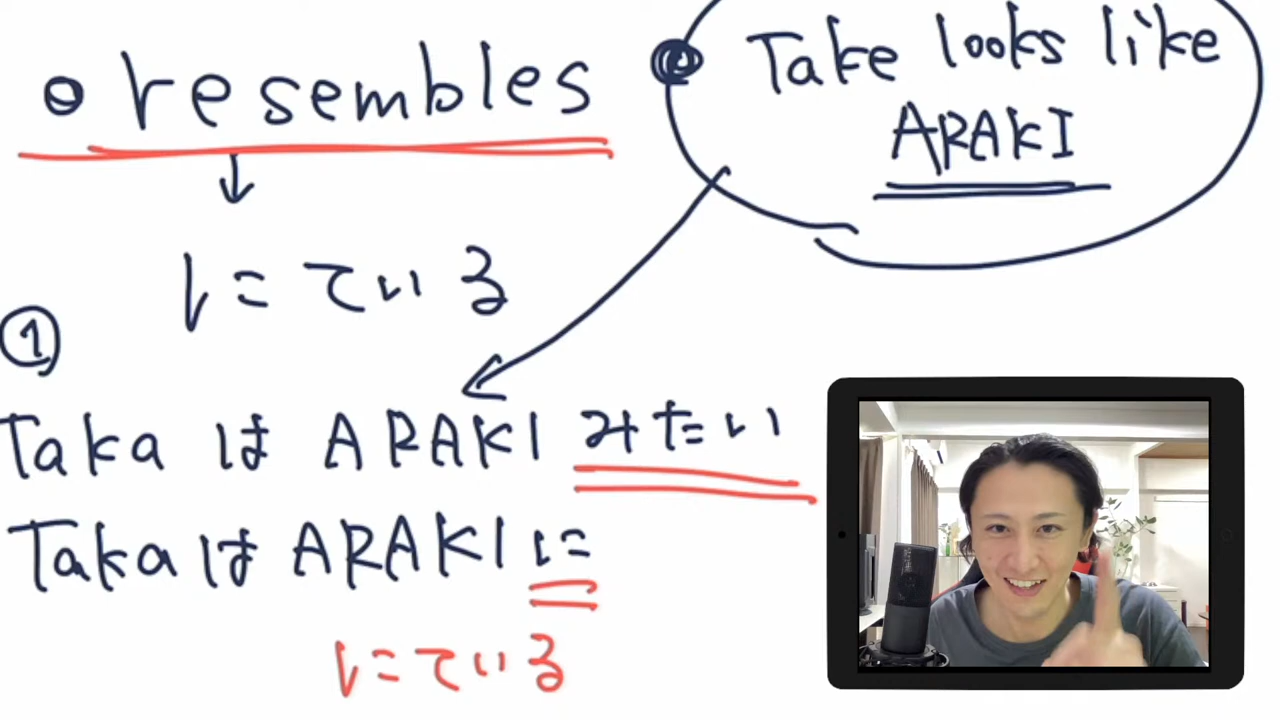 resembles
にている
Take looks like
ARAKI
①
Taka は ARAKI みたい
Taka は ARAKI に
にている